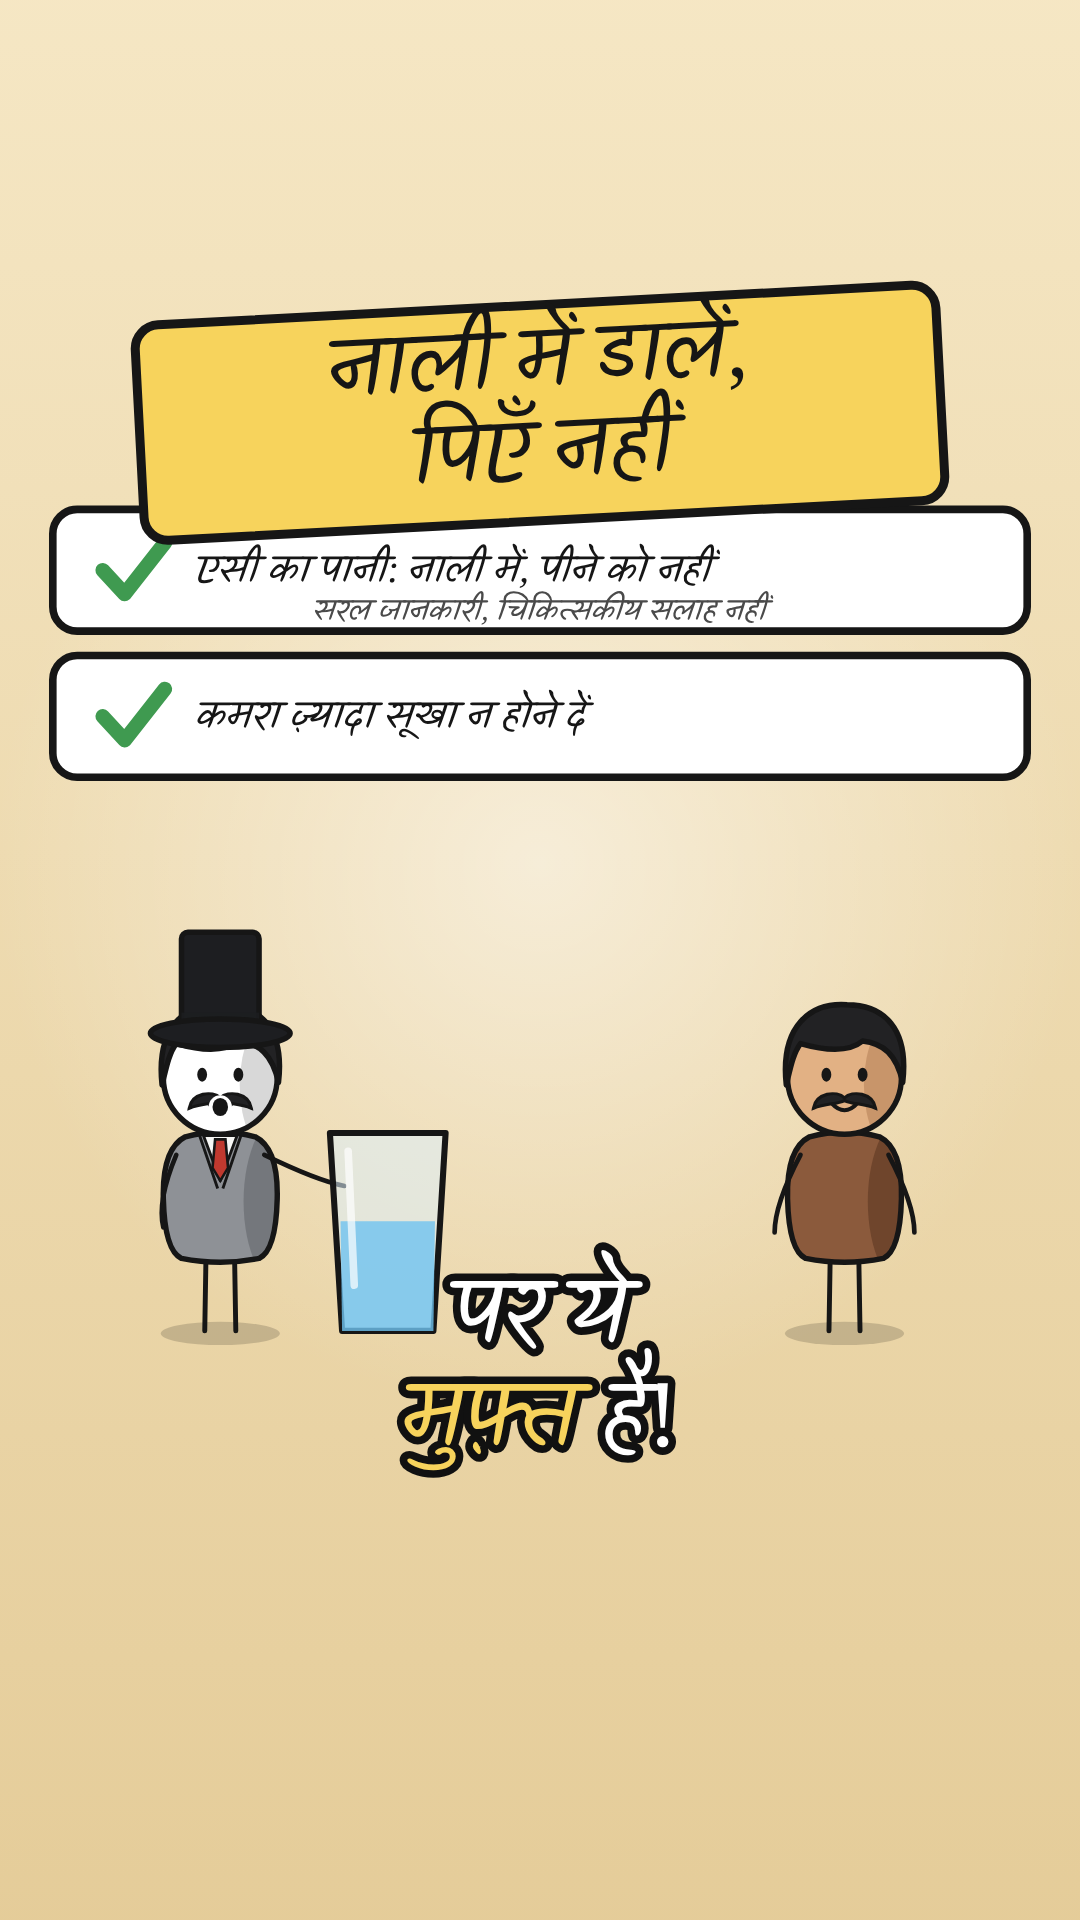 नाली में डालें,
पिएँ नहीं
एसी का पानी: नाली में, पीने को नहीं
सरल जानकारी, चिकित्सकीय सलाह नहीं
कमरा ज़्यादा सूखा न होने दें
पर ये
मुफ़्त है!